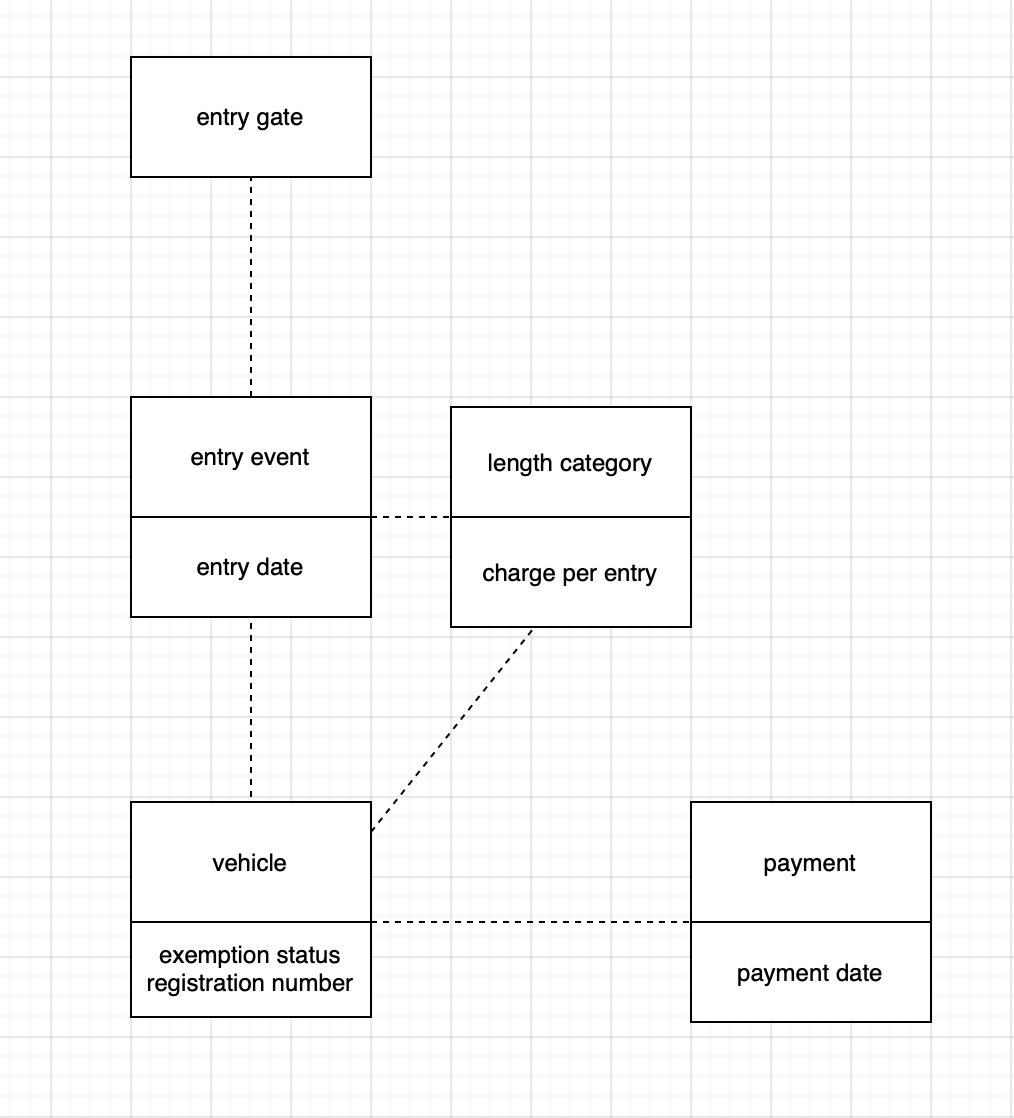 entry gate
entry event
entry date
length category
charge per entry
vehicle
exemption status
registration number
payment
payment date